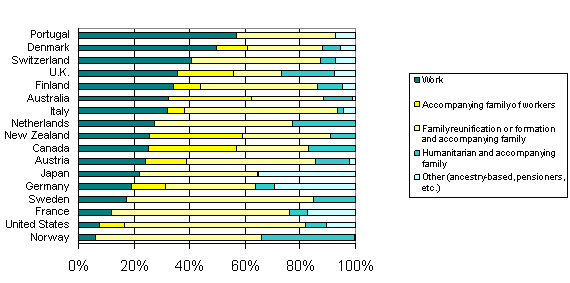 Portugal
Denmark
Switzerland
U.K.
Finland
Australia
Italy
Netherlands
New Zealand
Canada
Austria
Japan
Germany
Sweden
France
United States
Norway
0% 20% 40% 60% 80% 100%
Work
Accompanying family of workers
Family reunification or formation
and accompanying family
Humanitarian and accompanying
family
Other (ancestry-based, pensioners,
etc.)